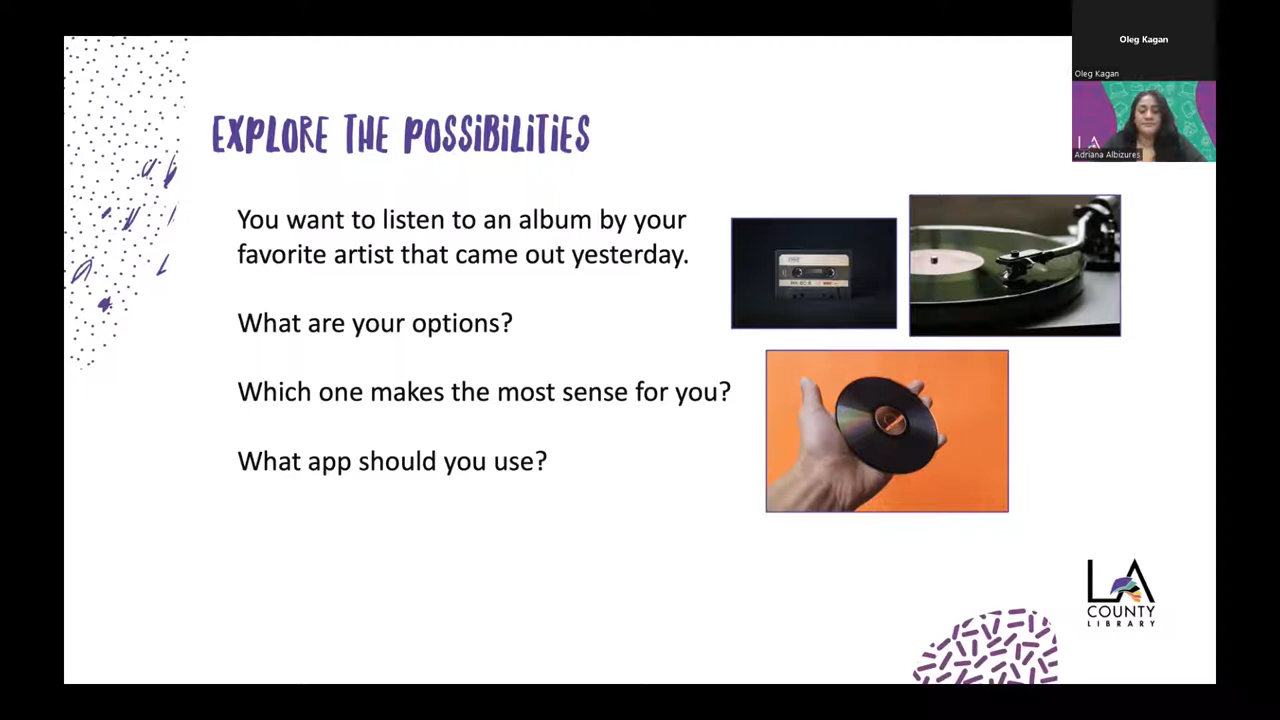 Oleg Kagan
Oleg Kagan
EXPLORE THE POSSIBILITIES
Adriana Albizures
You want to listen to an album by your
favorite artist that came out yesterday.
What are your options?
Which one makes the most sense for you?
What app should you use?
LA
COUNTY
LIBRARY